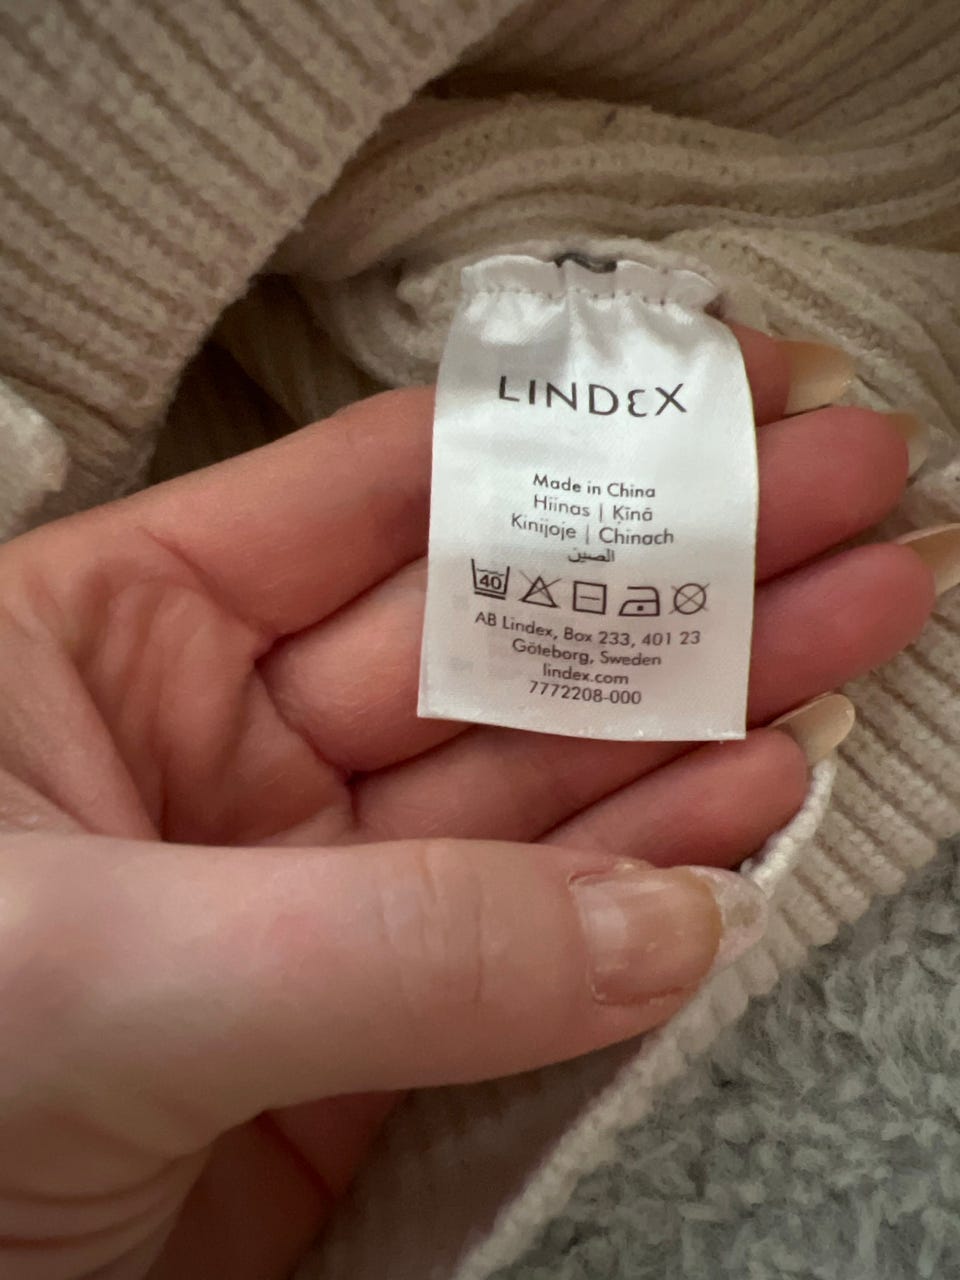 LINDEX
Made in China
Hiinas | Ķīnā
Kinijoje | Chinach
الصين
40
AB Lindex, Box 233, 401 23
Göteborg, Sweden
lindex.com
7772208-000